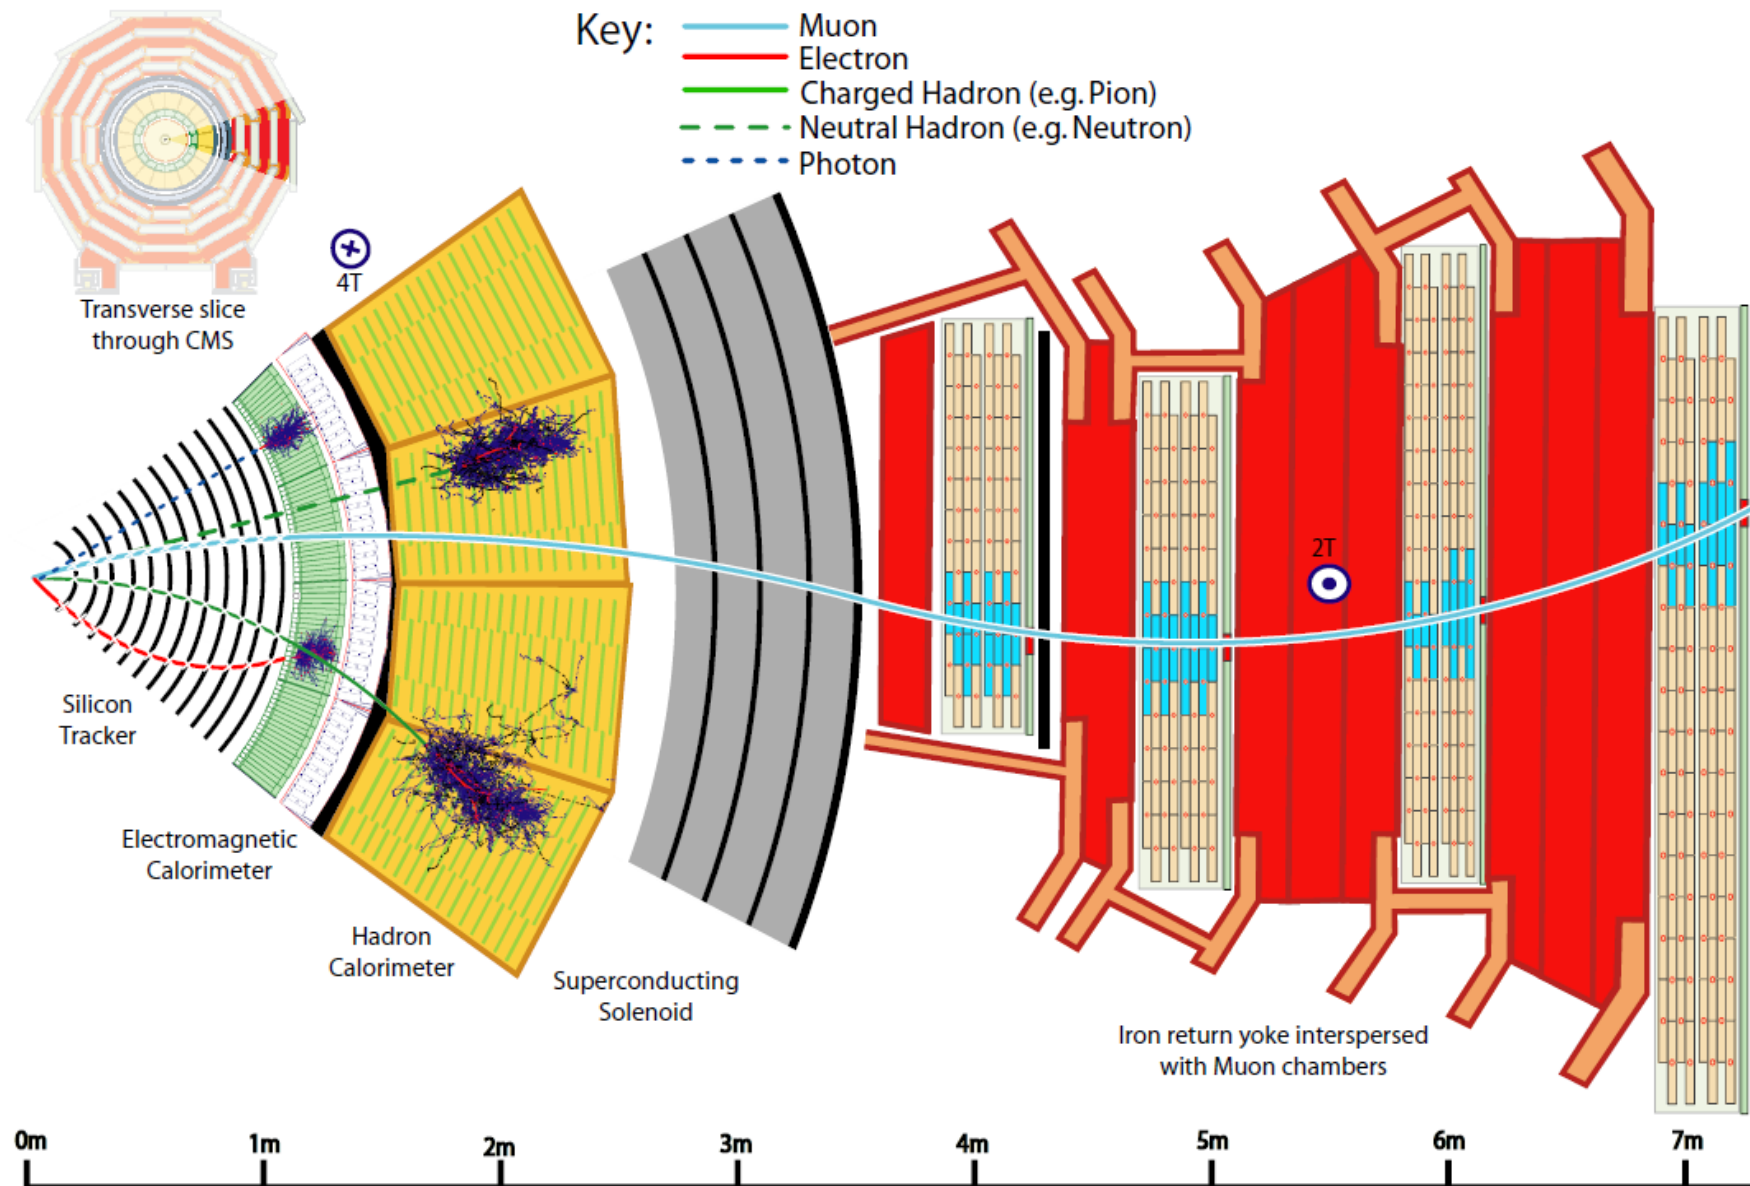 Key:
Muon
Electron
Charged Hadron (e.g. Pion)
Neutral Hadron (e.g. Neutron)
Photon
Transverse slice
through CMS
4T
2T
Silicon
Tracker
Electromagnetic
Calorimeter
Hadron
Calorimeter
Superconducting
Solenoid
Iron return yoke interspersed
with Muon chambers
0m 1m 2m 3m 4m 5m 6m 7m